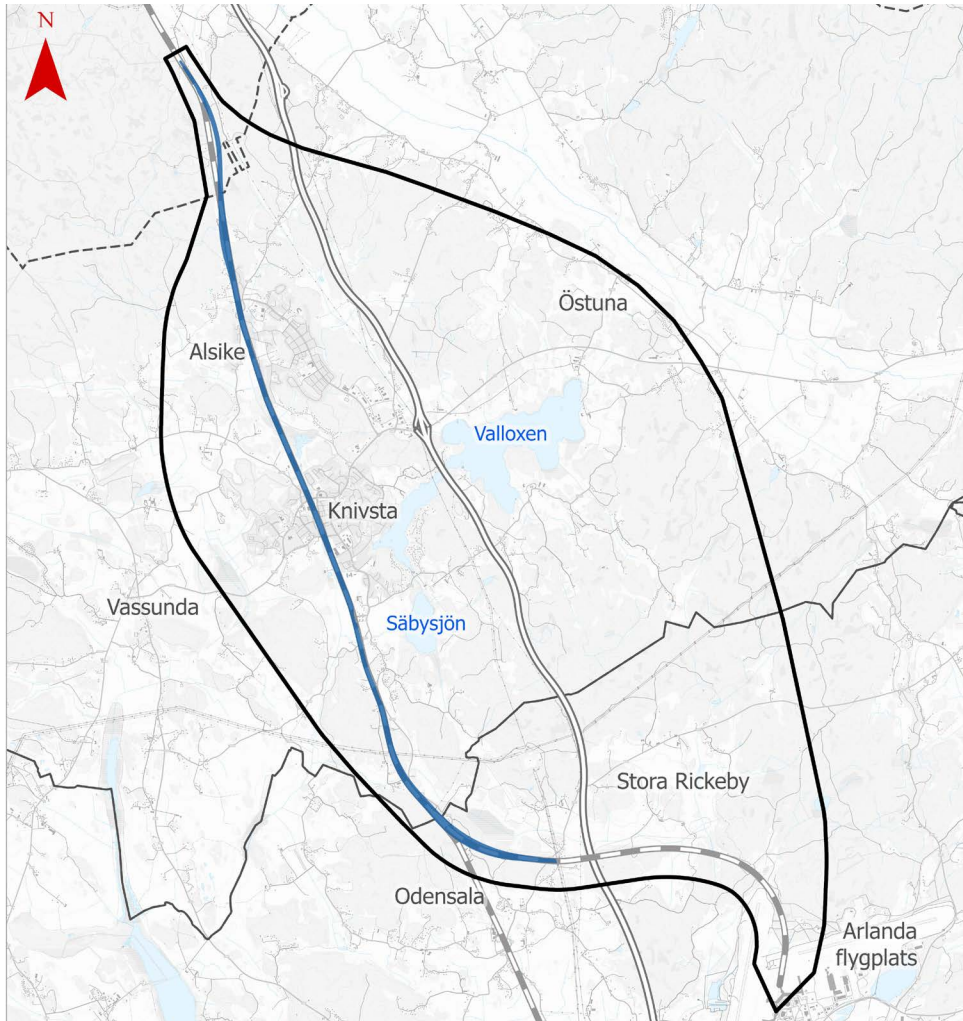 N
Östuna
Alsike
Valloxen
Knivsta
Vassunda
Säbysjön
Stora Rickeby
Odensala
Arlanda
flygplats